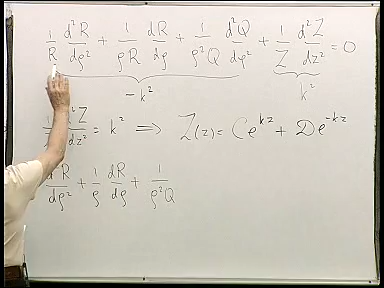 1/R d²R/dρ² + 1/ρR dR/dρ + 1/ρ²Q d²Q/dφ² + 1/Z d²Z/dz² = 0
-k² k²
1/Z d²Z/dz² = k² ⟹ Z(z) = Ce^{kz} + De^{-kz}
d²R/dρ² + 1/ρ dR/dρ + 1/ρ²Q